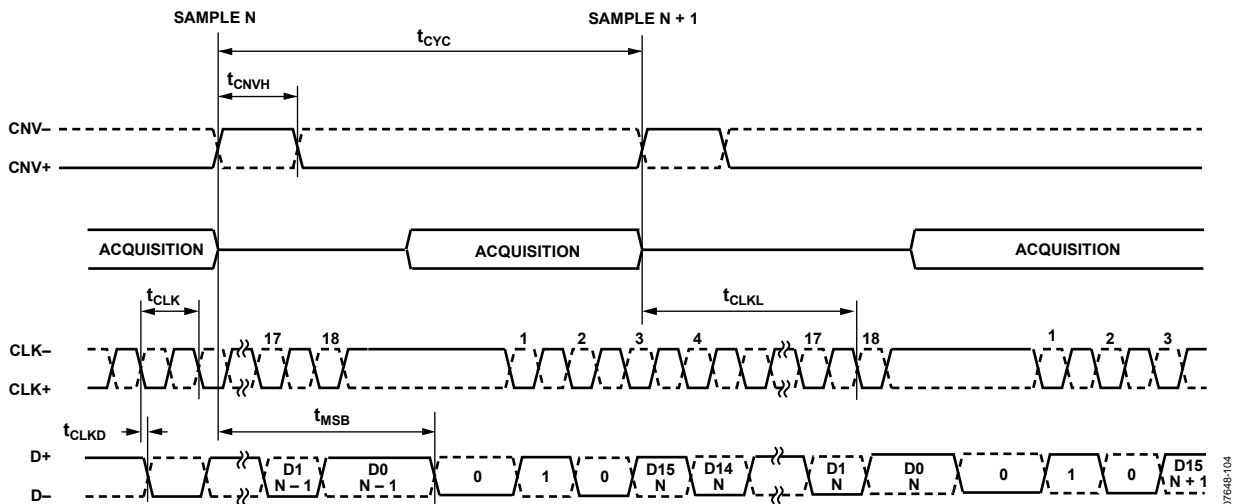 SAMPLE N SAMPLE N + 1
tCYC
tCNVH
CNV–
CNV+
ACQUISITION ACQUISITION ACQUISITION
tCLK tCLKL
17 18 1 2 3 4 17 18 1 2 3
CLK–
CLK+
tCLKD tMSB
D+
D–
D1 N – 1 D0 N – 1 0 1 0 D15 N D14 N D1 N D0 N 0 1 0 D15 N + 1
07648-104